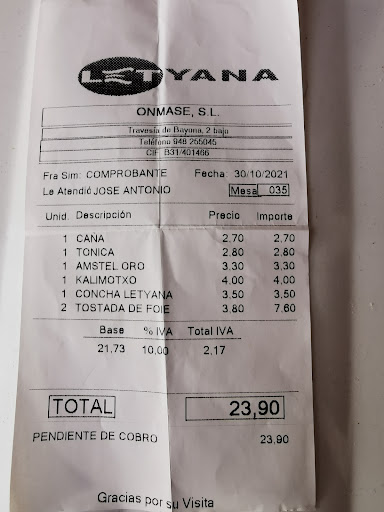 LETYANA
ONMASE, S.L.
Travesia de Bayona, 2 bajo
Teléfono 948 255045
CIF: B31/401466
Fra Sim: COMPROBANTE Fecha: 30/10/2021
Le Atendió JOSE ANTONIO Mesa 035
Unid. Descripción Precio Importe
1 CAÑA 2,70 2,70
1 TONICA 2,80 2,80
1 AMSTEL ORO 3,30 3,30
1 KALIMOTXO 4,00 4,00
1 CONCHA LETYANA 3,50 3,50
2 TOSTADA DE FOIE 3,80 7,60
Base % IVA Total IVA
21,73 10,00 2,17
TOTAL 23,90
PENDIENTE DE COBRO 23,90
Gracias por su Visita